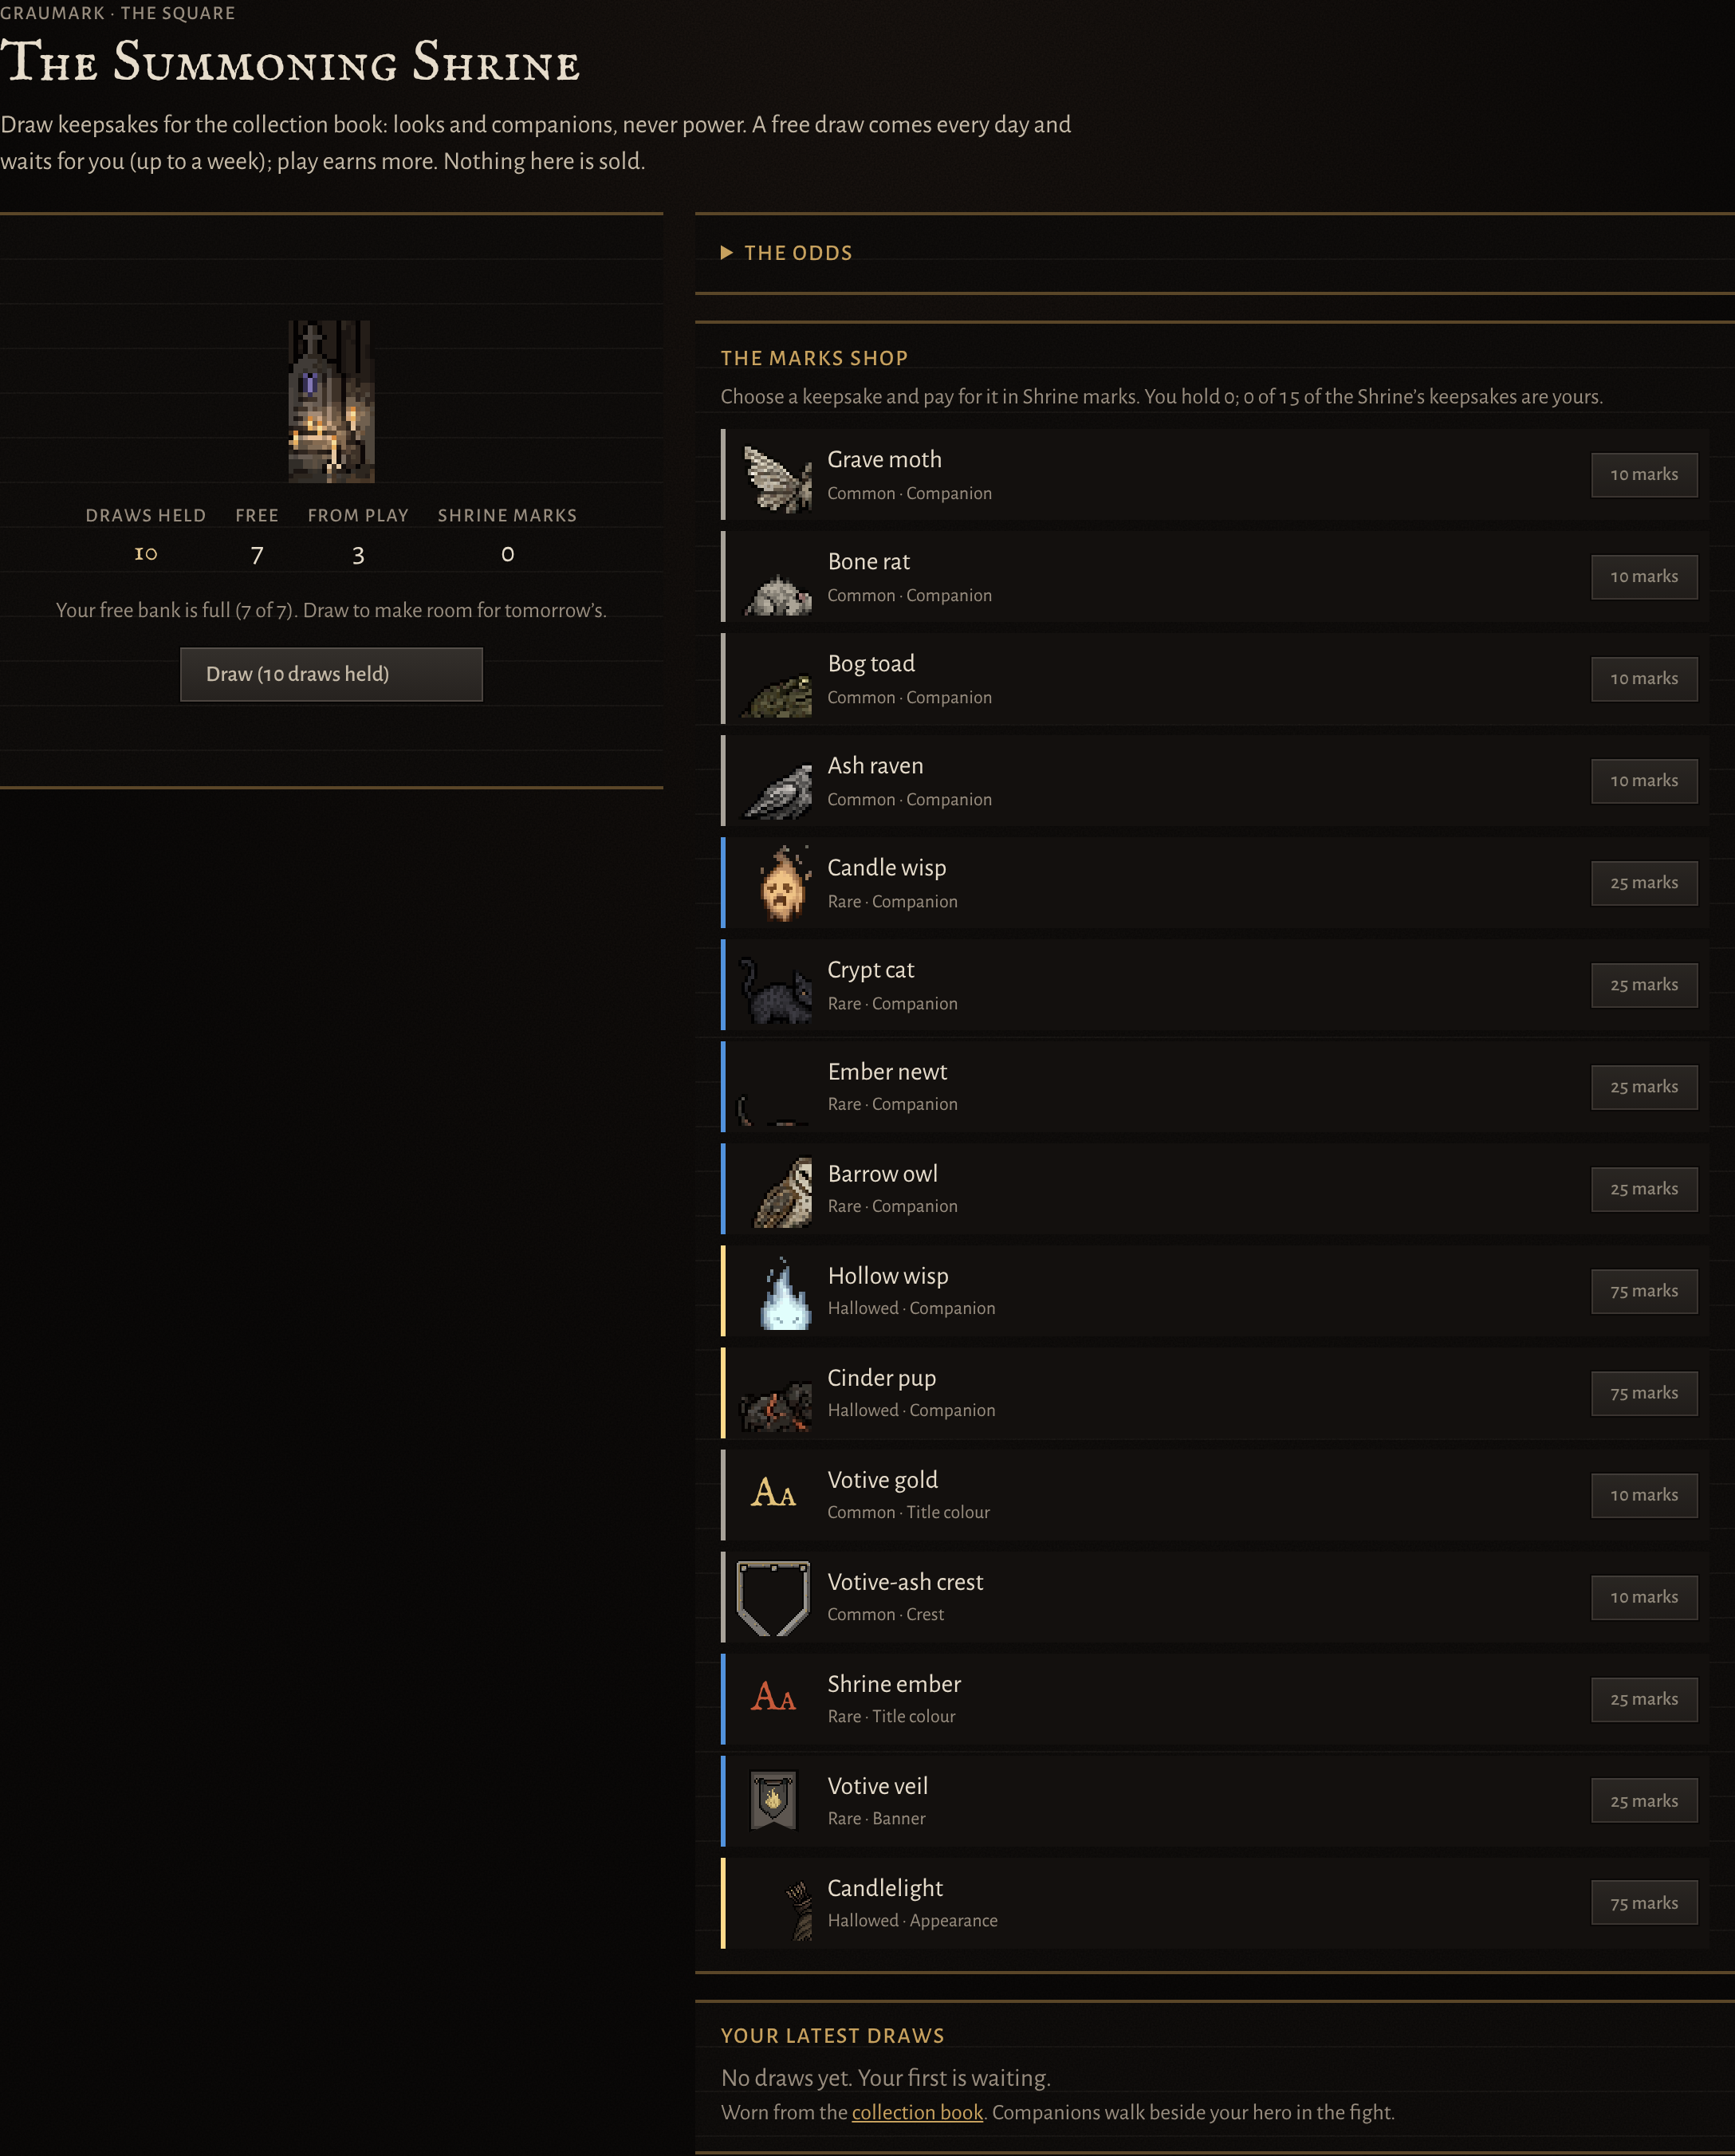 GRAUMARK · THE SQUARE
The Summoning Shrine
Draw keepsakes for the collection book: looks and companions, never power. A free draw comes every day and
waits for you (up to a week); play earns more. Nothing here is sold.
DRAWS HELD FREE FROM PLAY SHRINE MARKS
10 7 3 0
Your free bank is full (7 of 7). Draw to make room for tomorrow's.
Draw (10 draws held)
THE ODDS
THE MARKS SHOP
Choose a keepsake and pay for it in Shrine marks. You hold 0; 0 of 15 of the Shrine's keepsakes are yours.
Grave moth
Common · Companion
10 marks
Bone rat
Common · Companion
10 marks
Bog toad
Common · Companion
10 marks
Ash raven
Common · Companion
10 marks
Candle wisp
Rare · Companion
25 marks
Crypt cat
Rare · Companion
25 marks
Ember newt
Rare · Companion
25 marks
Barrow owl
Rare · Companion
25 marks
Hollow wisp
Hallowed · Companion
75 marks
Cinder pup
Hallowed · Companion
75 marks
Aa
Votive gold
Common · Title colour
10 marks
Votive-ash crest
Common · Crest
10 marks
Aa
Shrine ember
Rare · Title colour
25 marks
Votive veil
Rare · Banner
25 marks
Candlelight
Hallowed · Appearance
75 marks
YOUR LATEST DRAWS
No draws yet. Your first is waiting.
Worn from the collection book. Companions walk beside your hero in the fight.